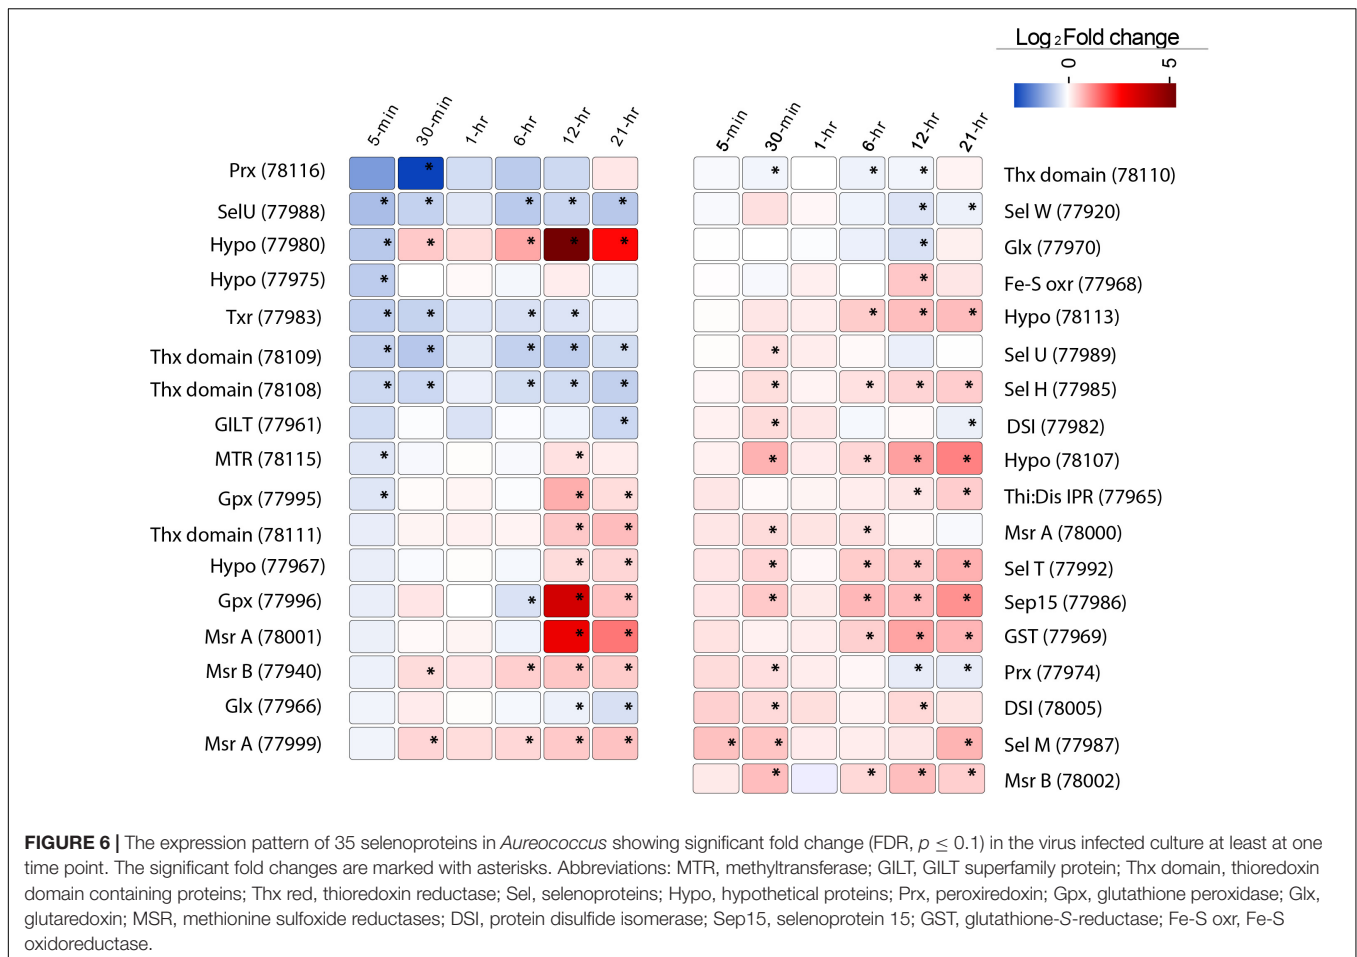 Log 2 Fold change
0 5
5-min 30-min 1-hr 6-hr 12-hr 21-hr
5-min 30-min 1-hr 6-hr 12-hr 21-hr
Prx (78116)
SelU (77988)
Hypo (77980)
Hypo (77975)
Txr (77983)
Thx domain (78109)
Thx domain (78108)
GILT (77961)
MTR (78115)
Gpx (77995)
Thx domain (78111)
Hypo (77967)
Gpx (77996)
Msr A (78001)
Msr B (77940)
Glx (77966)
Msr A (77999)
Thx domain (78110)
Sel W (77920)
Glx (77970)
Fe-S oxr (77968)
Hypo (78113)
Sel U (77989)
Sel H (77985)
DSI (77982)
Hypo (78107)
Thi:Dis IPR (77965)
Msr A (78000)
Sel T (77992)
Sep15 (77986)
GST (77969)
Prx (77974)
DSI (78005)
Sel M (77987)
Msr B (78002)
FIGURE 6 | The expression pattern of 35 selenoproteins in Aureococcus showing significant fold change (FDR, p ≤ 0.1) in the virus infected culture at least at one
time point. The significant fold changes are marked with asterisks. Abbreviations: MTR, methyltransferase; GILT, GILT superfamily protein; Thx domain, thioredoxin
domain containing proteins; Thx red, thioredoxin reductase; Sel, selenoproteins; Hypo, hypothetical proteins; Prx, peroxiredoxin; Gpx, glutathione peroxidase; Glx,
glutaredoxin; MSR, methionine sulfoxide reductases; DSI, protein disulfide isomerase; Sep15, selenoprotein 15; GST, glutathione-S-reductase; Fe-S oxr, Fe-S
oxidoreductase.